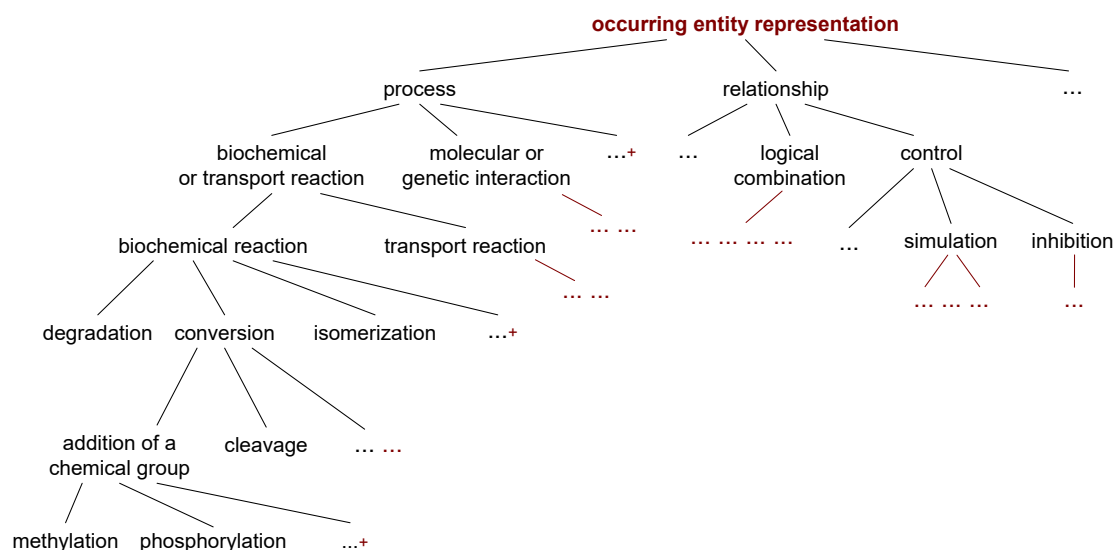 occurring entity representation
process relationship ...
biochemical
or transport reaction
molecular or
genetic interaction
...+
...
logical
combination
control
biochemical reaction
transport reaction
... ...
... ... ... ...
...
simulation
inhibition
... ...
... ... ...
...
degradation conversion isomerization ...+
addition of a
chemical group
cleavage
... ...
methylation phosphorylation ...+